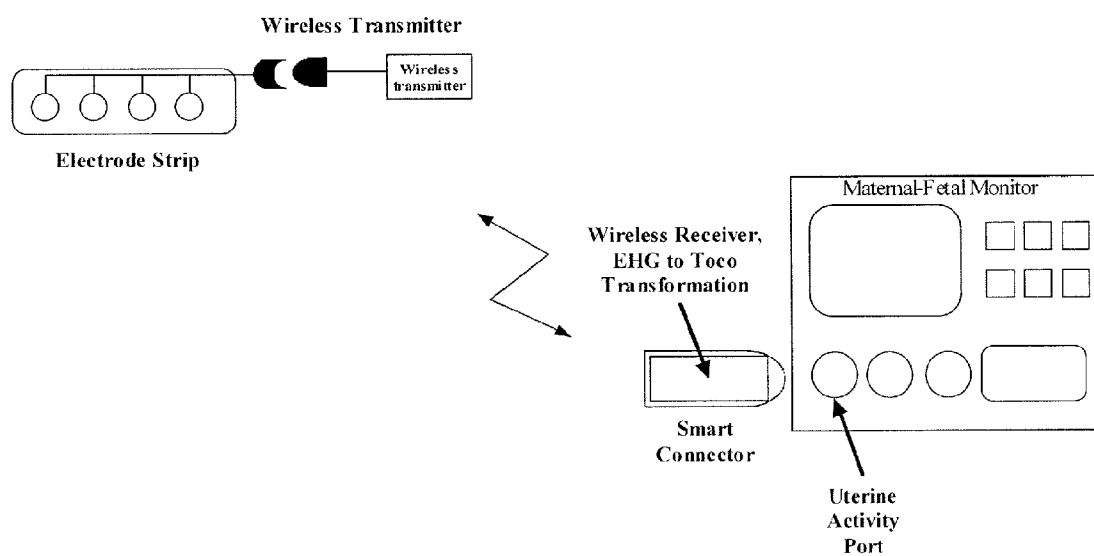 Wireless Transmitter
Wireless
transmitter
Electrode Strip
Maternal-Fetal Monitor
Wireless Receiver,
EHG to Toco
Transformation
Smart
Connector
Uterine
Activity
Port